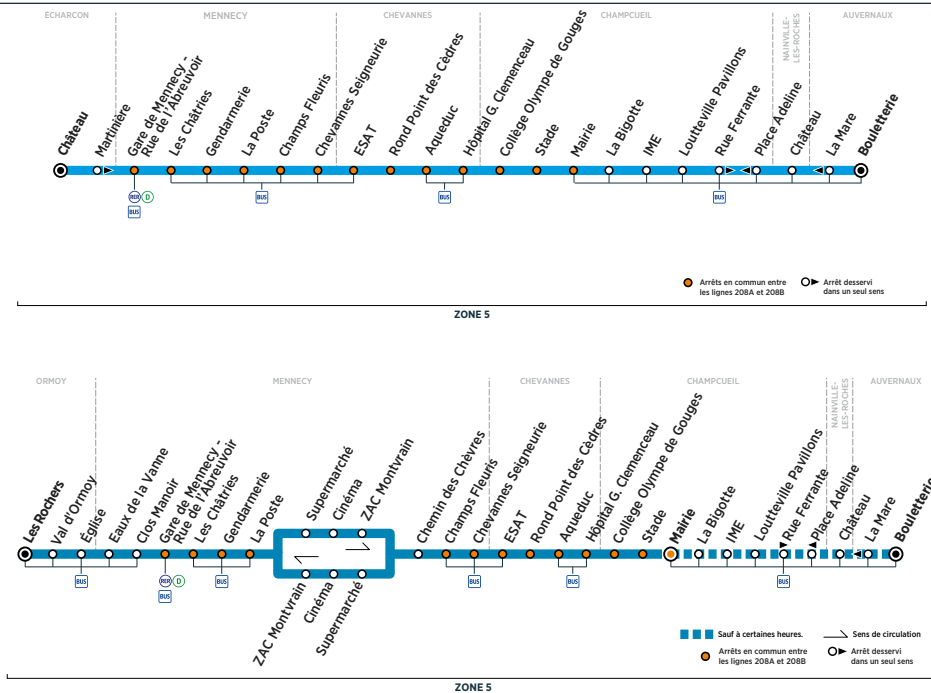 ÉCHARCON
MENNECY
CHEVANNES
CHAMPCUEIL
NAINVILLE-
LES-ROCHES
AUVERNAUX
Château
Martinière
Gare de Mennecy -
Rue de l'Abreuvoir
Les Châtries
Gendarmerie
La Poste
Champs Fleuris
Chevannes Seigneurie
ESAT
Rond Point des Cèdres
Aqueduc
Hôpital G. Clemenceau
Collège Olympe de Gouges
Stade
Mairie
La Bigotte
IME
Loutteville Pavillons
Rue Ferrante
Place Adeline
Château
La Mare
Bouletterie
RER D
BUS
BUS
BUS
BUS
Arrêts en commun entre
les lignes 208A et 208B
Arrêt desservi
dans un seul sens
ZONE 5
ORMOY
MENNECY
CHEVANNES
CHAMPCUEIL
NAINVILLE-
LES-ROCHES
AUVERNAUX
Les Rochers
Val d'Ormoy
Église
Eaux de la Vanne
Clos Manoir
Gare de Mennecy -
Rue de l'Abreuvoir
Les Châtries
Gendarmerie
La Poste
Supermarché
Cinéma
ZAC Montvrain
ZAC Montvrain
Cinéma
Supermarché
Chemin des Chèvres
Champs Fleuris
Chevannes Seigneurie
ESAT
Rond Point des Cèdres
Aqueduc
Hôpital G. Clemenceau
Collège Olympe de Gouges
Stade
Mairie
La Bigotte
IME
Loutteville Pavillons
Rue Ferrante
Place Adeline
Château
La Mare
Bouletterie
BUS
RER D
BUS
BUS
BUS
BUS
BUS
Sauf à certaines heures.
Sens de circulation
Arrêts en commun entre
les lignes 208A et 208B
Arrêt desservi
dans un seul sens
ZONE 5